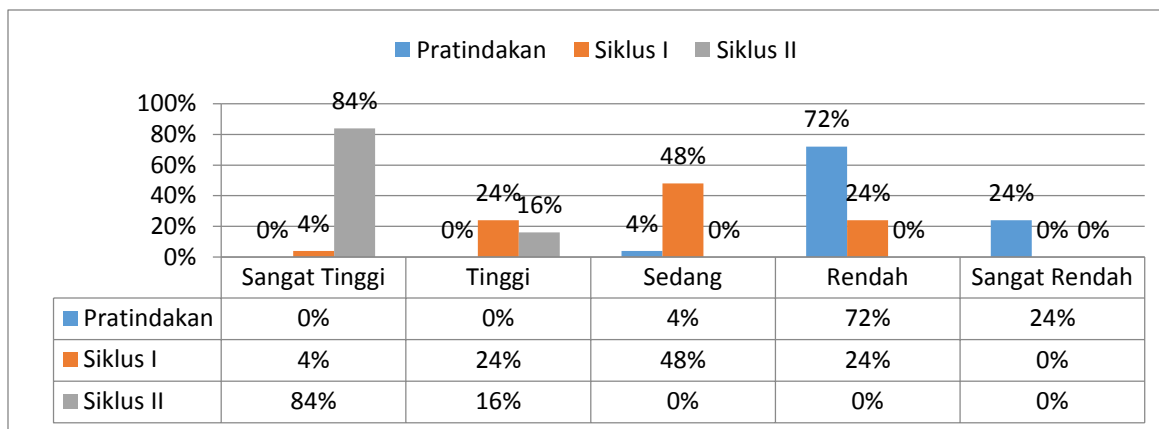 Pratindakan Siklus I Siklus II
100%
80%
60%
40%
20%
0%
0% 4% 84%
0% 24% 16%
4% 48% 0%
72% 24% 0%
24% 0% 0%
Sangat Tinggi Tinggi Sedang Rendah Sangat Rendah
Pratindakan 0% 0% 4% 72% 24%
Siklus I 4% 24% 48% 24% 0%
Siklus II 84% 16% 0% 0% 0%